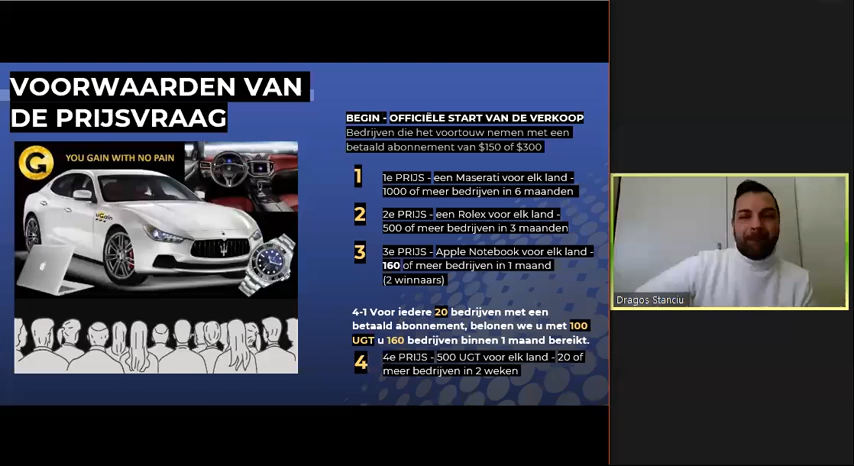 VOORWAARDEN VAN
DE PRIJSVRAAG
G
YOU GAIN WITH NO PAIN
uGain
BEGIN - OFFICIËLE START VAN DE VERKOOP
Bedrijven die het voortouw nemen met een
betaald abonnement van $150 of $300
1
1e PRIJS - een Maserati voor elk land -
1000 of meer bedrijven in 6 maanden
2
2e PRIJS - een Rolex voor elk land -
500 of meer bedrijven in 3 maanden
3
3e PRIJS - Apple Notebook voor elk land -
160 of meer bedrijven in 1 maand
(2 winnaars)
4-1 Voor iedere 20 bedrijven met een
betaald abonnement, belonen we u met 100
UGT u 160 bedrijven binnen 1 maand bereikt.
4
4e PRIJS - 500 UGT voor elk land - 20 of
meer bedrijven in 2 weken
Dragos Stanciu